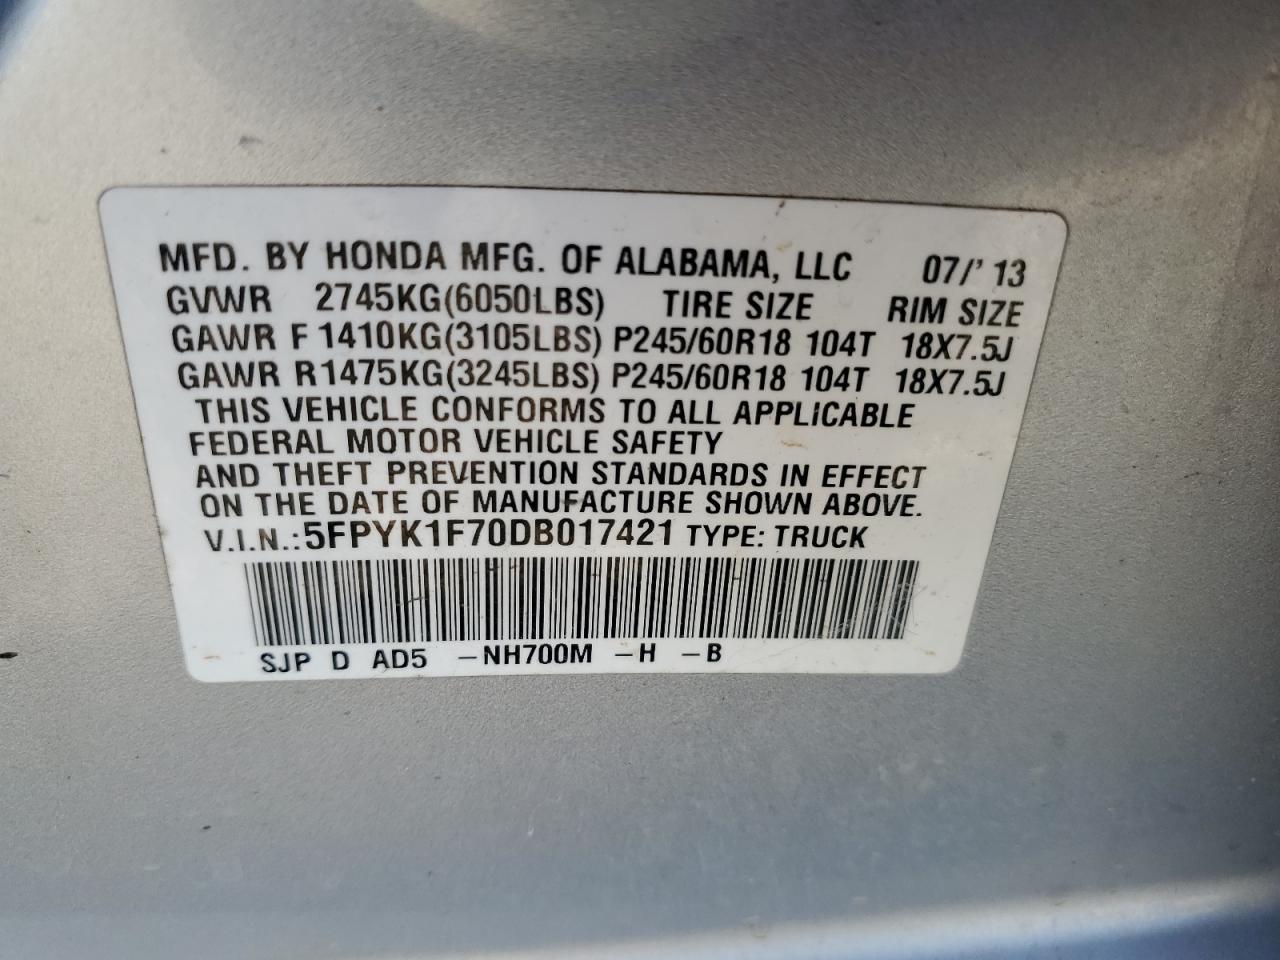 MFD. BY HONDA MFG. OF ALABAMA, LLC 07/' 13
GVWR 2745KG(6050LBS) TIRE SIZE RIM SIZE
GAWR F 1410KG(3105LBS) P245/60R18 104T 18X7.5J
GAWR R 1475KG(3245LBS) P245/60R18 104T 18X7.5J
THIS VEHICLE CONFORMS TO ALL APPLICABLE
FEDERAL MOTOR VEHICLE SAFETY
AND THEFT PREVENTION STANDARDS IN EFFECT
ON THE DATE OF MANUFACTURE SHOWN ABOVE.
V.I.N.:5FPYK1F70DB017421 TYPE: TRUCK
SJP D AD5 -NH700M -H -B